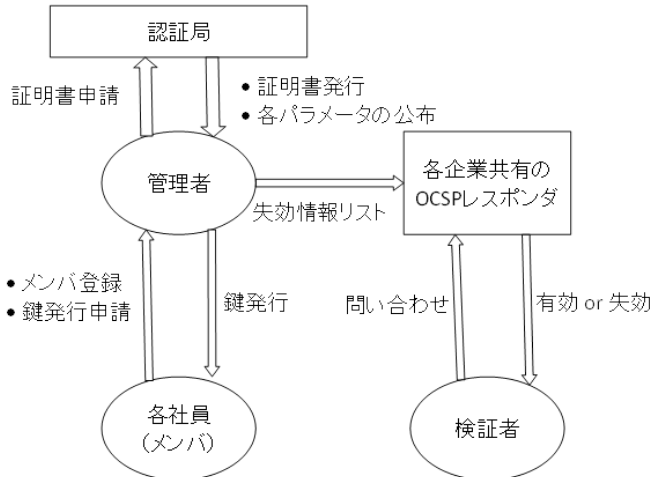 認証局
証明書申請
• 証明書発行
• 各パラメータの公布
管理者
各企業共有の
OCSPレスポンダ
失効情報リスト
• メンバ登録
• 鍵発行申請
鍵発行
問い合わせ
有効 or 失効
各社員
(メンバ)
検証者